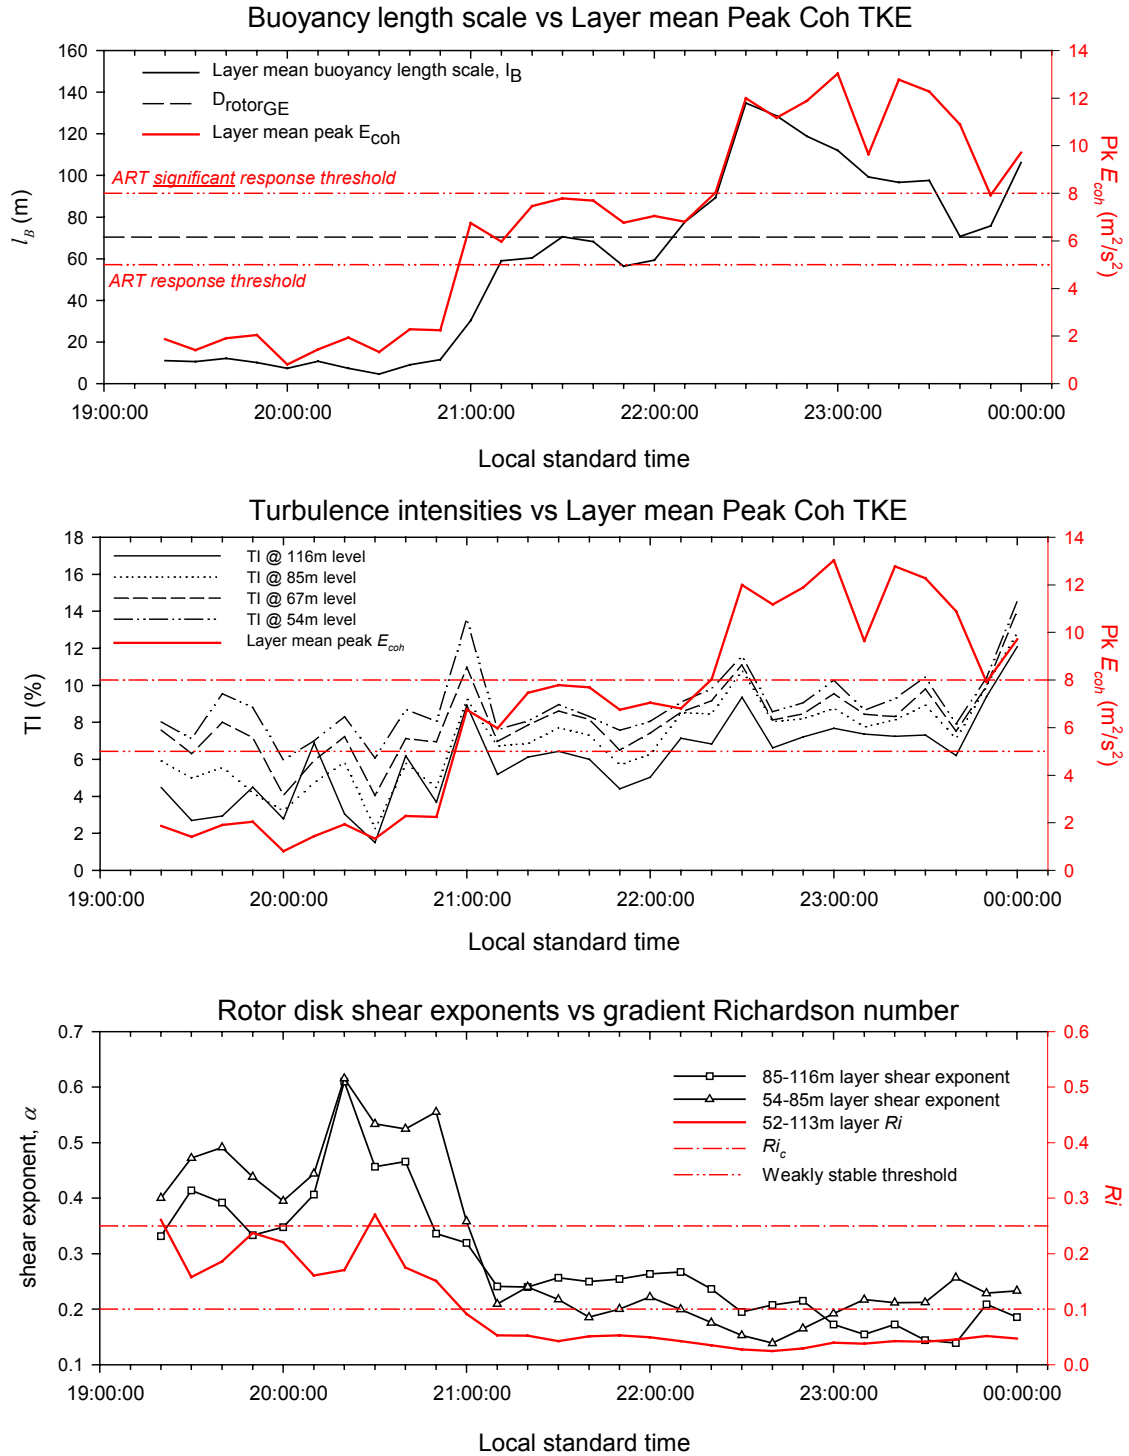 Buoyancy length scale vs Layer mean Peak Coh TKE
160
140
120
100
80
60
40
20
0
l_B (m)
Layer mean buoyancy length scale, l_B
D_rotorGE
Layer mean peak E_coh
ART significant response threshold
ART response threshold
14
12
10
8
6
4
2
0
Pk E_coh (m²/s²)
19:00:00 20:00:00 21:00:00 22:00:00 23:00:00 00:00:00
Local standard time
Turbulence intensities vs Layer mean Peak Coh TKE
18
16
14
12
10
8
6
4
2
0
TI (%)
TI @ 116m level
TI @ 85m level
TI @ 67m level
TI @ 54m level
Layer mean peak E_coh
14
12
10
8
6
4
2
0
Pk E_coh (m²/s²)
19:00:00 20:00:00 21:00:00 22:00:00 23:00:00 00:00:00
Local standard time
Rotor disk shear exponents vs gradient Richardson number
0.7
0.6
0.5
0.4
0.3
0.2
0.1
shear exponent, α
85-116m layer shear exponent
54-85m layer shear exponent
52-113m layer Ri
Ri_c
Weakly stable threshold
0.6
0.5
0.4
0.3
0.2
0.1
0.0
Ri
19:00:00 20:00:00 21:00:00 22:00:00 23:00:00 00:00:00
Local standard time